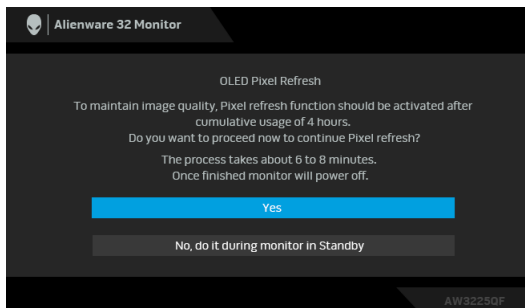 Alienware 32 Monitor
OLED Pixel Refresh
To maintain image quality, Pixel refresh function should be activated after
cumulative usage of 4 hours.
Do you want to proceed now to continue Pixel refresh?
The process takes about 6 to 8 minutes.
Once finished monitor will power off.
Yes
No, do it during monitor in Standby
AW3225QF